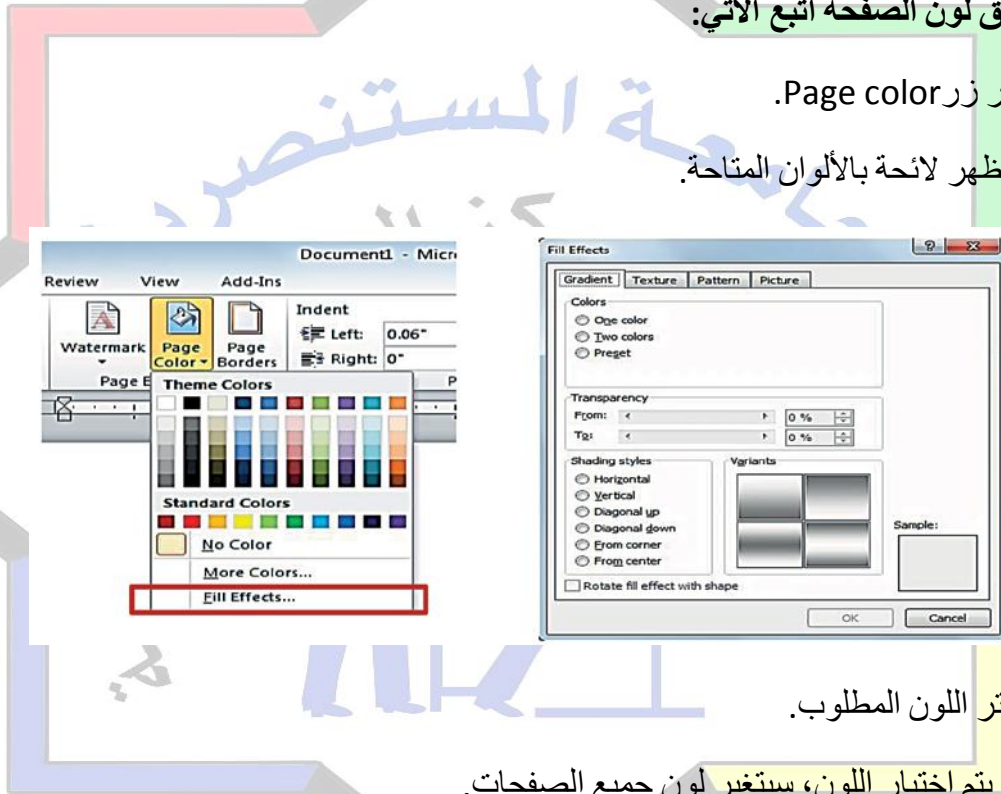 لون الصفحة اتبع الآتي:
زر Page color.
لائحة بالألوان المتاحة.
جامعة المستنصرية
Document1 - Micr
Review View Add-Ins
Watermark
Page Color
Page Borders
Indent
Left: 0.06"
Right: 0"
Page E
P
Theme Colors
Standard Colors
No Color
More Colors...
Fill Effects...
Fill Effects
Gradient Texture Pattern Picture
Colors
One color
Two colors
Preset
Transparency
From: 0 %
To: 0 %
Shading styles
Variants
Horizontal
Vertical
Diagonal up
Diagonal down
From corner
From center
Sample:
Rotate fill effect with shape
OK Cancel
اللون المطلوب.
يتم اختيار اللون، سيتغير لون جميع الصفحات.